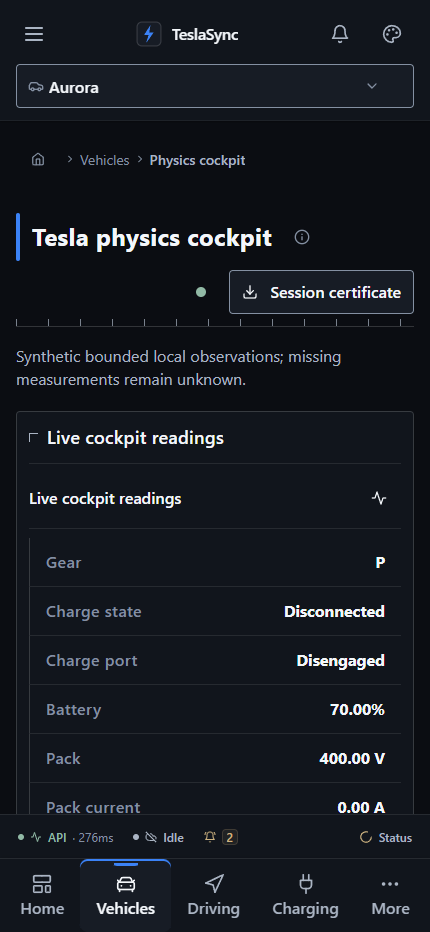 TeslaSync
Aurora
Vehicles
Physics cockpit
Tesla physics cockpit
Session certificate
Synthetic bounded local observations; missing
measurements remain unknown.
Live cockpit readings
Live cockpit readings
Gear P
Charge state Disconnected
Charge port Disengaged
Battery 70.00%
Pack 400.00 V
Pack current 0.00 A
API · 276ms Idle 2 Status
Home Vehicles Driving Charging More